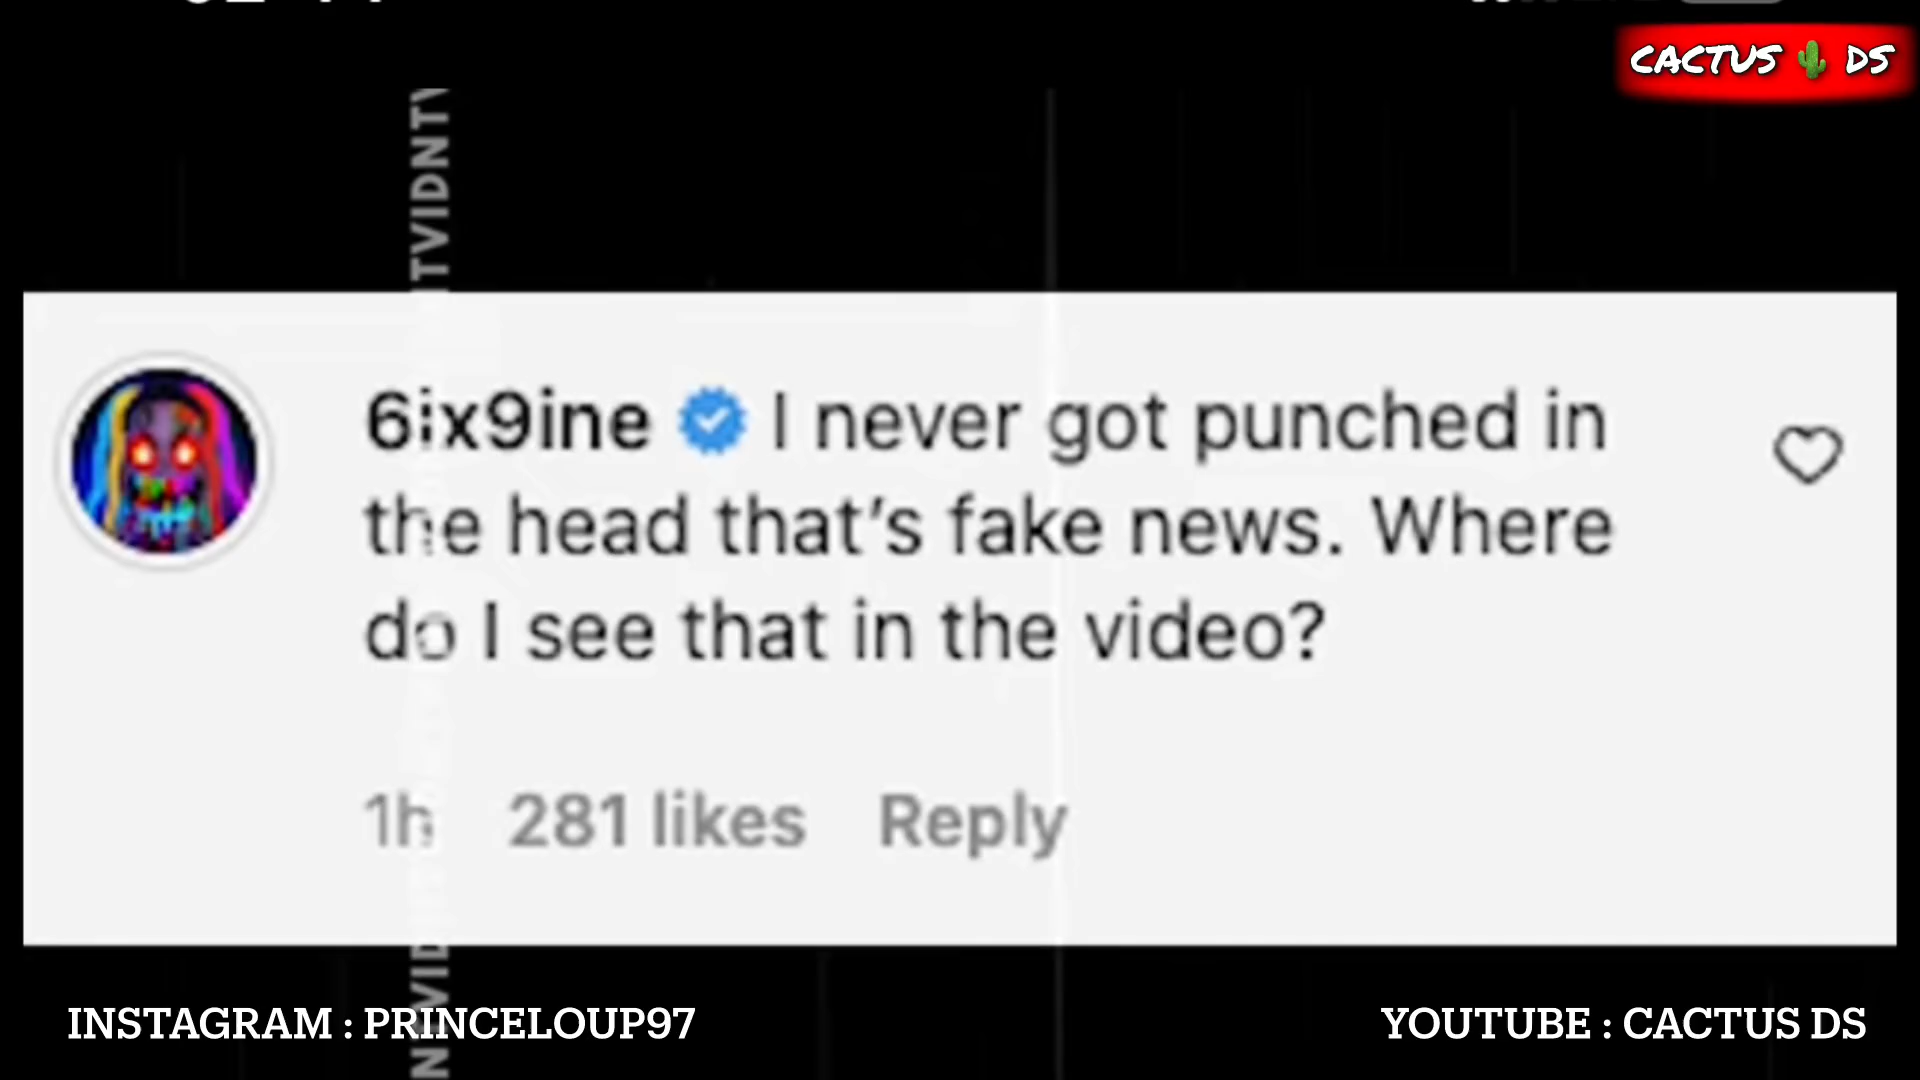 CACTUS 🌵 DS
6ix9ine I never got punched in
the head that's fake news. Where
do I see that in the video?
1h 281 likes Reply
INSTAGRAM : PRINCELOUP97
YOUTUBE : CACTUS DS